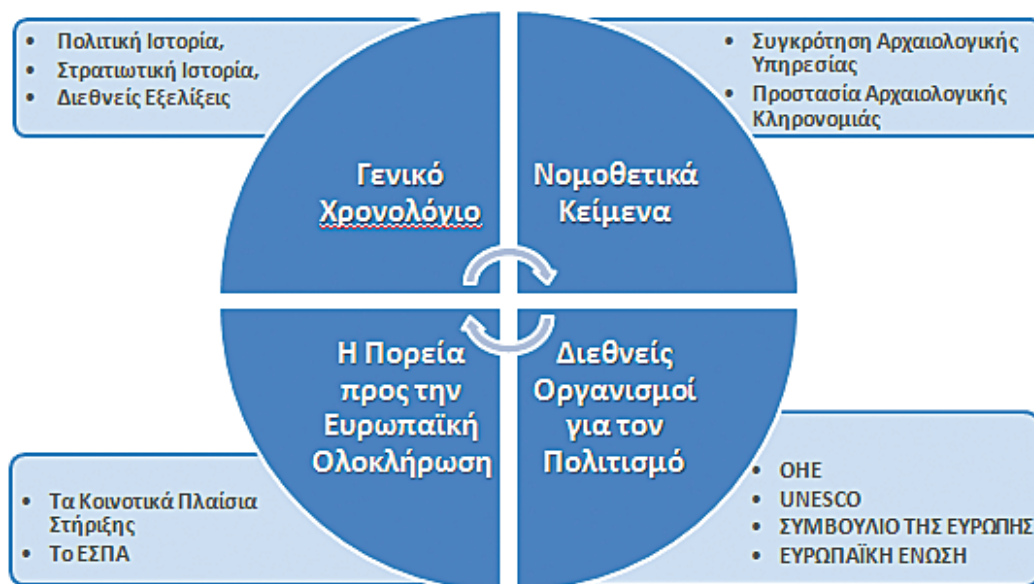 • Πολιτική Ιστορία,
• Στρατιωτική Ιστορία,
• Διεθνείς Εξελίξεις
Γενικό
Χρονολόγιο
• Συγκρότηση Αρχαιολογικής
Υπηρεσίας
• Προστασία Αρχαιολογικής
Κληρονομιάς
Νομοθετικά
Κείμενα
Η Πορεία
προς την
Ευρωπαϊκή
Ολοκλήρωση
• Τα Κοινοτικά Πλαίσια
Στήριξης
• Το ΕΣΠΑ
Διεθνείς
Οργανισμοί
για τον
Πολιτισμό
• ΟΗΕ
• UNESCO
• ΣΥΜΒΟΥΛΙΟ ΤΗΣ ΕΥΡΩΠΗΣ
• ΕΥΡΩΠΑΪΚΗ ΕΝΩΣΗ